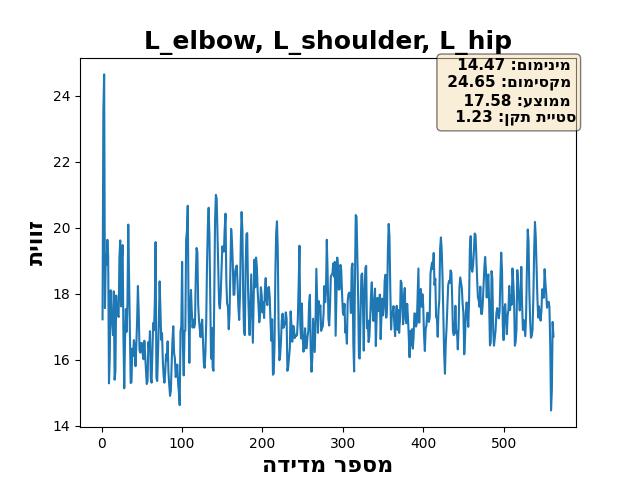 L_elbow, L_shoulder, L_hip
מינימום: 14.47
מקסימום: 24.65
ממוצע: 17.58
סטיית תקן: 1.23
24
22
20
18
16
14
זווית
0 100 200 300 400 500
מספר מדידה